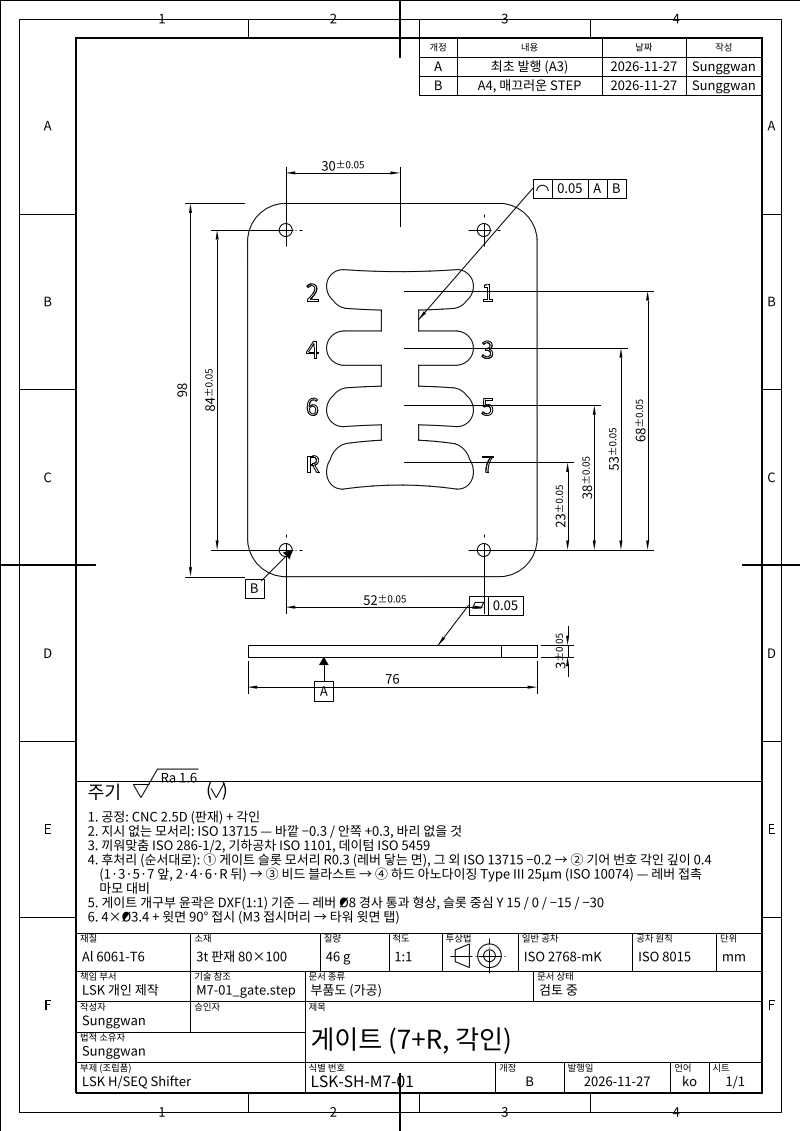 1 2 3 4
개정 내용 날짜 작성
A 최초 발행 (A3) 2026-11-27 Sunggwan
B A4, 매끄러운 STEP 2026-11-27 Sunggwan
A A
30±0.05
0.05 A B
2 1
B B
4 3
98
84±0.05
6 5
68±0.05
53±0.05
38±0.05
23±0.05
R 7
C C
B
52±0.05
0.05
D D
3±0.05
76
A
주기 Ra 1.6 (√)
E E
1. 공정: CNC 2.5D (판재) + 각인
2. 지시 없는 모서리: ISO 13715 — 바깥 −0.3 / 안쪽 +0.3, 바리 없을 것
3. 끼워맞춤 ISO 286-1/2, 기하공차 ISO 1101, 데이텀 ISO 5459
4. 후처리 (순서대로): ① 게이트 슬롯 모서리 R0.3 (레버 닿는 면), 그 외 ISO 13715 −0.2 → ② 기어 번호 각인 깊이 0.4
(1·3·5·7 앞, 2·4·6·R 뒤) → ③ 비드 블라스트 → ④ 하드 아노다이징 Type III 25µm (ISO 10074) — 레버 접촉
마모 대비
5. 게이트 개구부 윤곽은 DXF(1:1) 기준 — 레버 Ø8 경사 통과 형상, 슬롯 중심 Y 15 / 0 / −15 / −30
6. 4×Ø3.4 + 윗면 90° 접시 (M3 접시머리 → 타워 윗면 탭)
재질 소재 질량 척도 투상법 일반 공차 공차 원칙 단위
Al 6061-T6 3t 판재 80×100 46 g 1:1 ISO 2768-mK ISO 8015 mm
책임 부서 기술 참조 문서 종류 문서 상태
LSK 개인 제작 M7-01_gate.step 부품도 (가공) 검토 중
F F
작성자 승인자 제목
Sunggwan
게이트 (7+R, 각인)
법적 소유자
Sunggwan
부제 (조립품) 식별 번호 개정 발행일 언어 시트
LSK H/SEQ Shifter LSK-SH-M7-01 B 2026-11-27 ko 1/1
1 2 3 4